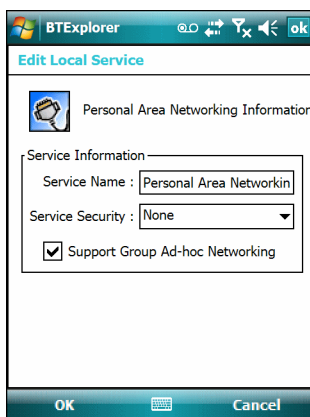 BTExplorer ok
Edit Local Service
Personal Area Networking Information
Service Information
Service Name : Personal Area Networkin
Service Security : None
Support Group Ad-hoc Networking
OK Cancel